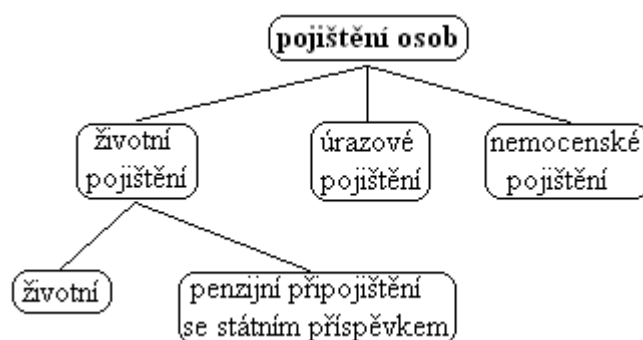 pojištění osob
životní
pojištění
úrazové
pojištění
nemocenské
pojištění
životní
penzijní připojištění
se státním příspěvkem